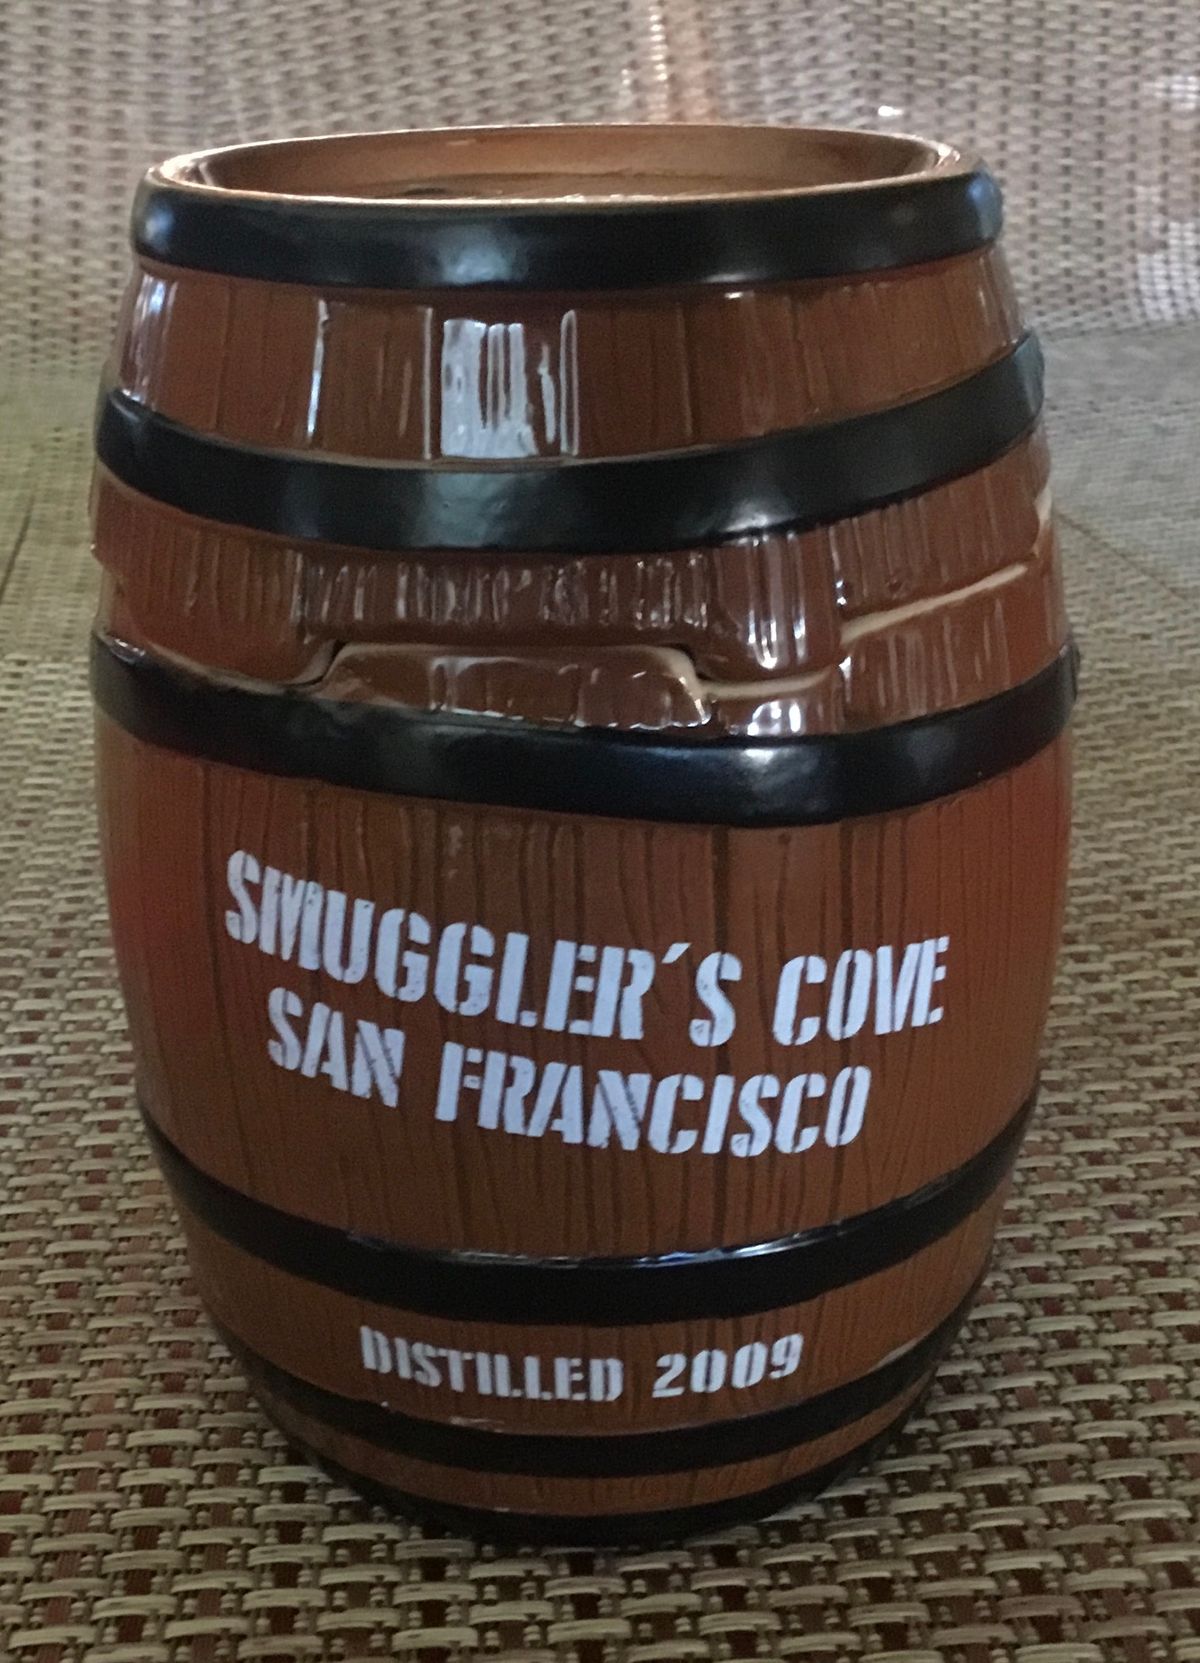 SMUGGLER´S COVE
SAN FRANCISCO
DISTILLED 2009